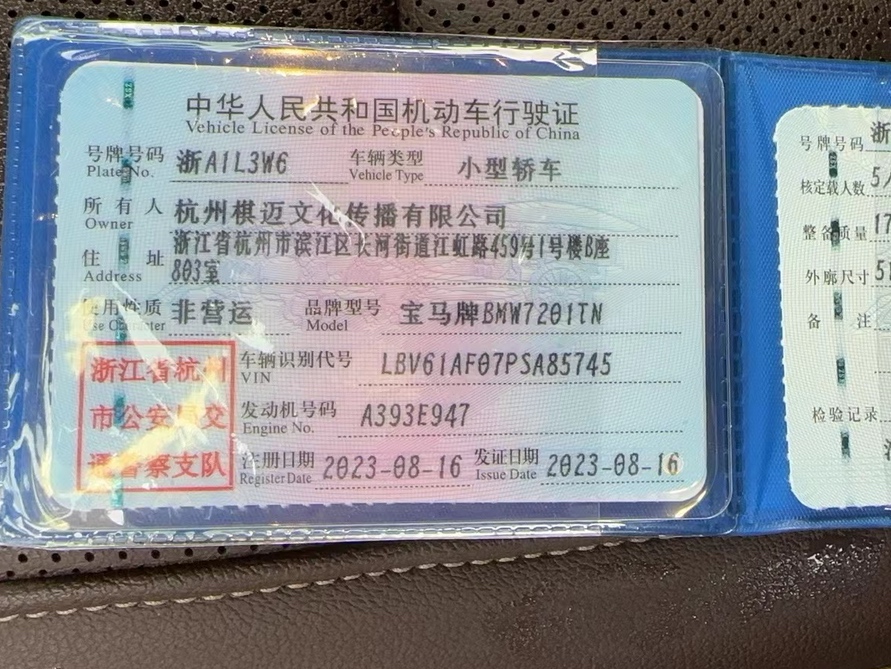 中华人民共和国机动车行驶证
Vehicle License of the People's Republic of China
号牌号码 浙A1L3W6 车辆类型 小型轿车
Plate No. Vehicle Type
所有人 杭州棋迈文化传播有限公司
Owner
住址 浙江省杭州市滨江区长河街道江虹路459号1号楼B座
Address 803室
使用性质 非营运 品牌型号 宝马牌BMW7201TN
Use Character Model
车辆识别代号 LBV61AF07PSA85745
VIN
发动机号码 A393E947
Engine No.
注册日期 2023-08-16 发证日期 2023-08-16
Register Date Issue Date
浙江省杭州
市公安局交
通警察支队
号牌号码 浙
核定载人数 5人
整备质量 17
外廓尺寸 51
备注
检验记录